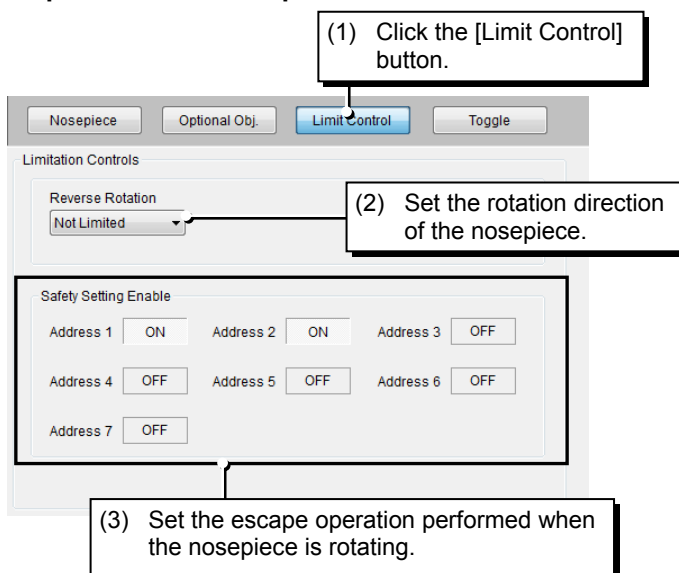 (1) Click the [Limit Control]
button.
Nosepiece Optional Obj. Limit Control Toggle
Limitation Controls
Reverse Rotation
Not Limited
(2) Set the rotation direction
of the nosepiece.
Safety Setting Enable
Address 1 ON Address 2 ON Address 3 OFF
Address 4 OFF Address 5 OFF Address 6 OFF
Address 7 OFF
(3) Set the escape operation performed when
the nosepiece is rotating.